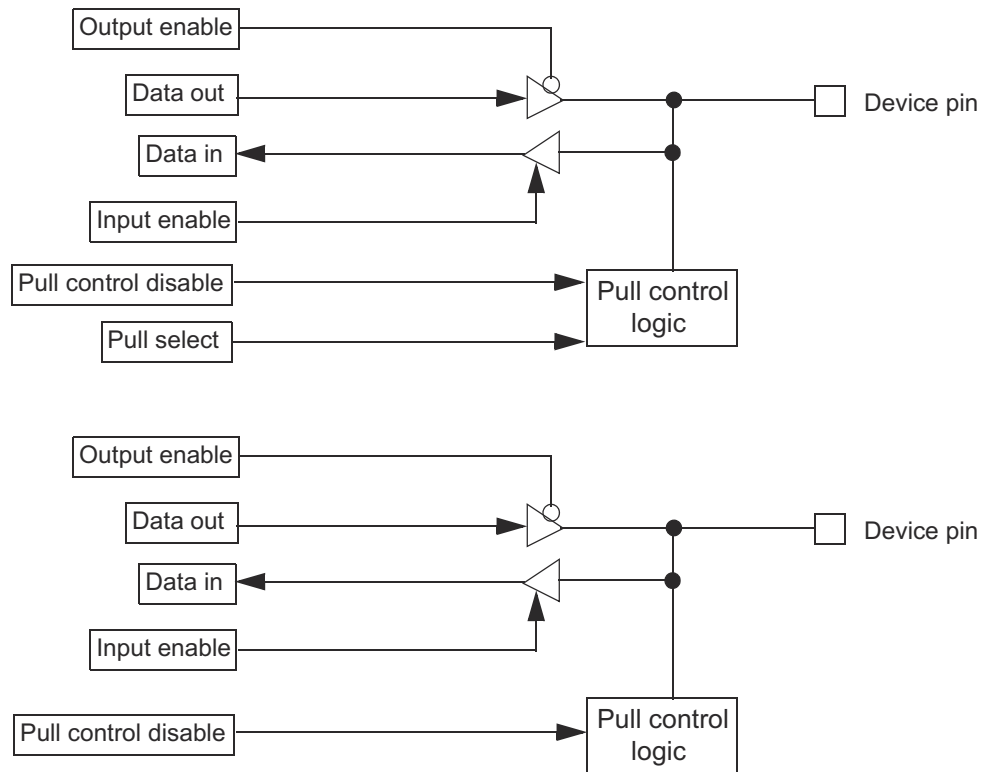 Output enable
Data out
Device pin
Data in
Input enable
Pull control disable
Pull control
logic
Pull select
Output enable
Data out
Device pin
Data in
Input enable
Pull control disable
Pull control
logic